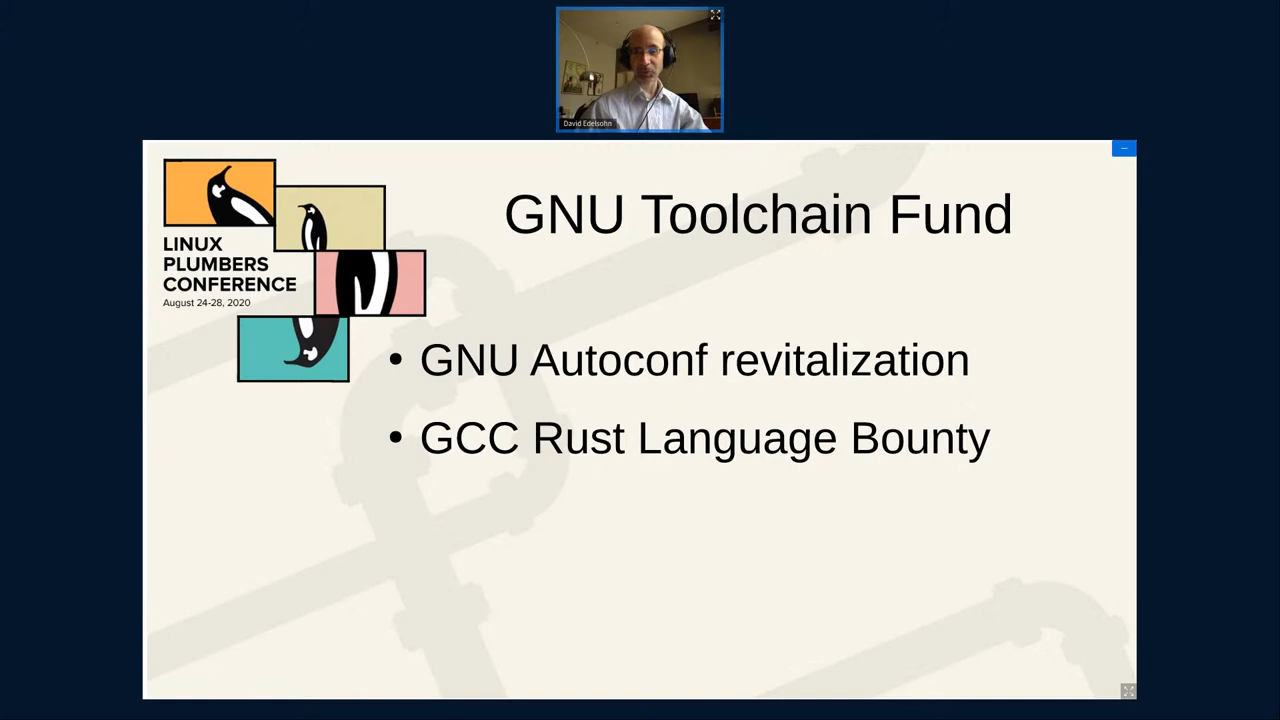 David Edelsohn
LINUX
PLUMBERS
CONFERENCE
August 24-28, 2020
GNU Toolchain Fund
• GNU Autoconf revitalization
• GCC Rust Language Bounty